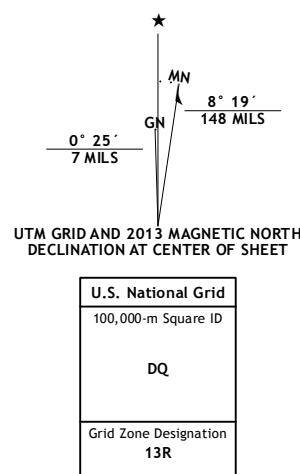 ★
MN
GN
8° 19´
148 MILS
0° 25´
7 MILS
UTM GRID AND 2013 MAGNETIC NORTH
DECLINATION AT CENTER OF SHEET
U.S. National Grid
100,000-m Square ID
DQ
Grid Zone Designation
13R